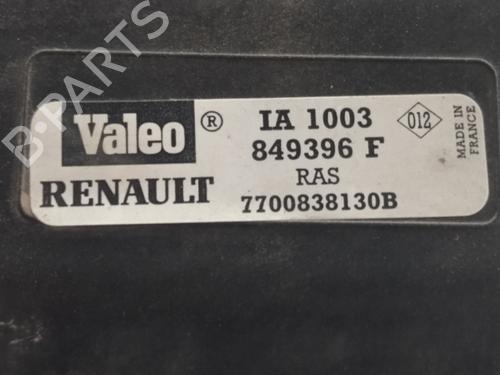 Valeo ® IA 1003 012
849396 F
RENAULT RAS
7700838130B
MADE IN
FRANCE
B-PARTS